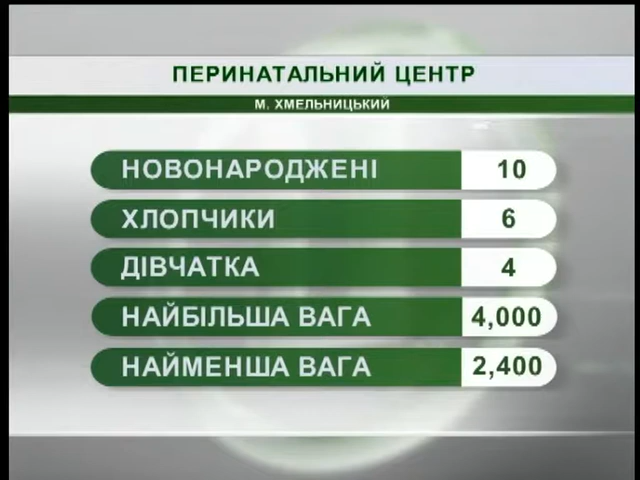 ПЕРИНАТАЛЬНИЙ ЦЕНТР
М. ХМЕЛЬНИЦЬКИЙ
НОВОНАРОДЖЕНІ 10
ХЛОПЧИКИ 6
ДІВЧАТКА 4
НАЙБІЛЬША ВАГА 4,000
НАЙМЕНША ВАГА 2,400